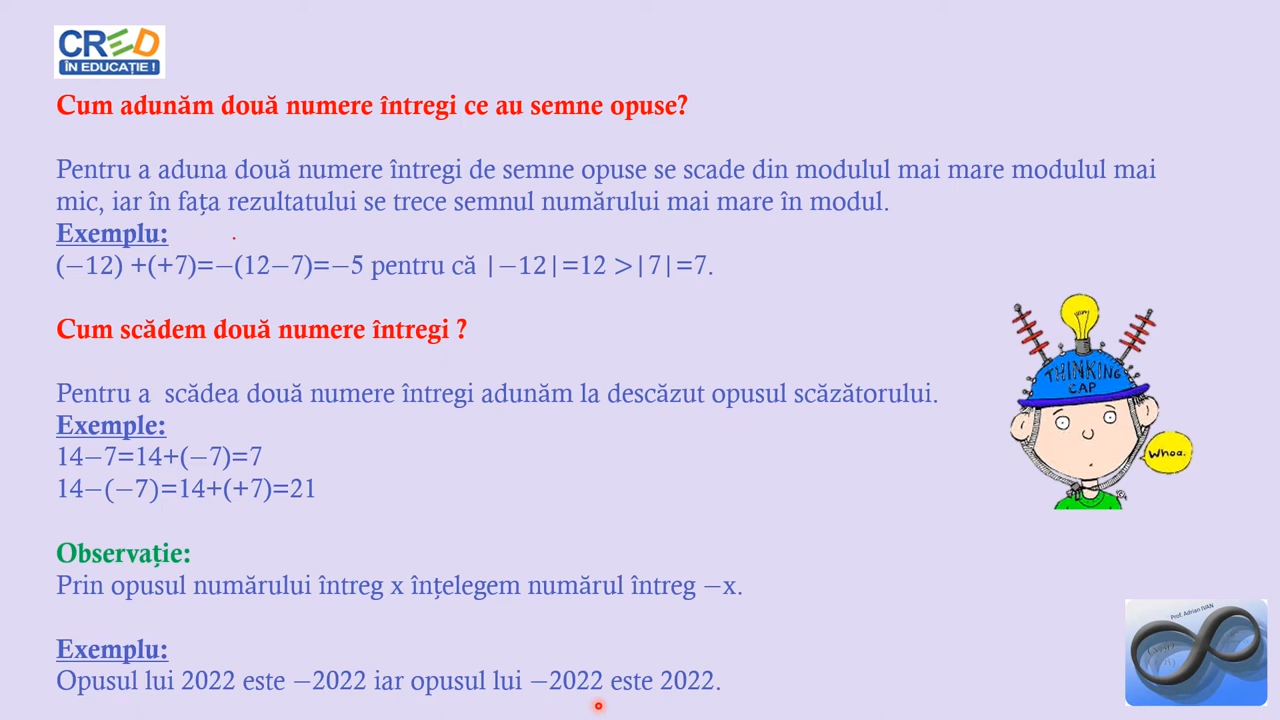 CRED
ÎN EDUCAȚIE !
Cum adunăm două numere întregi ce au semne opuse?
Pentru a aduna două numere întregi de semne opuse se scade din modulul mai mare modulul mai
mic, iar în fața rezultatului se trece semnul numărului mai mare în modul.
Exemplu:
(−12) +(+7)=−(12−7)=−5 pentru că |−12|=12 >|7|=7.
Cum scădem două numere întregi ?
Pentru a  scădea două numere întregi adunăm la descăzut opusul scăzătorului.
Exemple:
14−7=14+(−7)=7
14−(−7)=14+(+7)=21
THINKING
CAP
Whoa.
Observație:
Prin opusul numărului întreg x înțelegem numărul întreg −x.
Exemplu:
Opusul lui 2022 este −2022 iar opusul lui −2022 este 2022.
Prof. Adrian IVAN